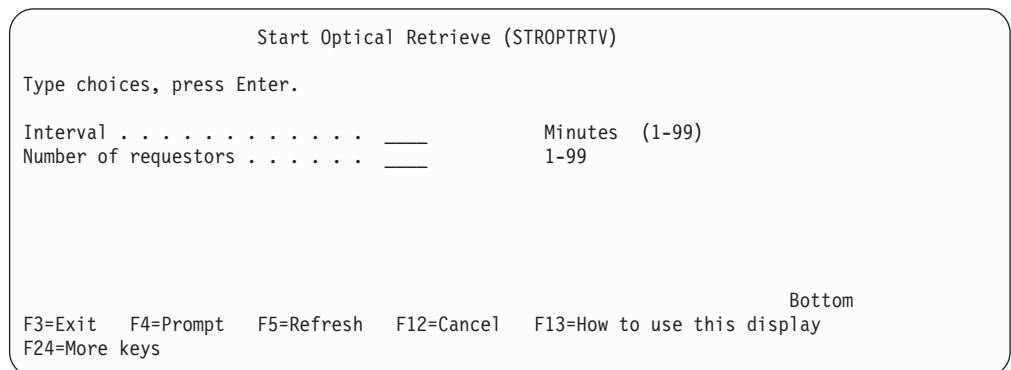 Start Optical Retrieve (STROPTRTV)
Type choices, press Enter.
Interval . . . . . . . . . . . . ____ Minutes (1-99)
Number of requestors . . . . . . ____ 1-99
Bottom
F3=Exit F4=Prompt F5=Refresh F12=Cancel F13=How to use this display
F24=More keys